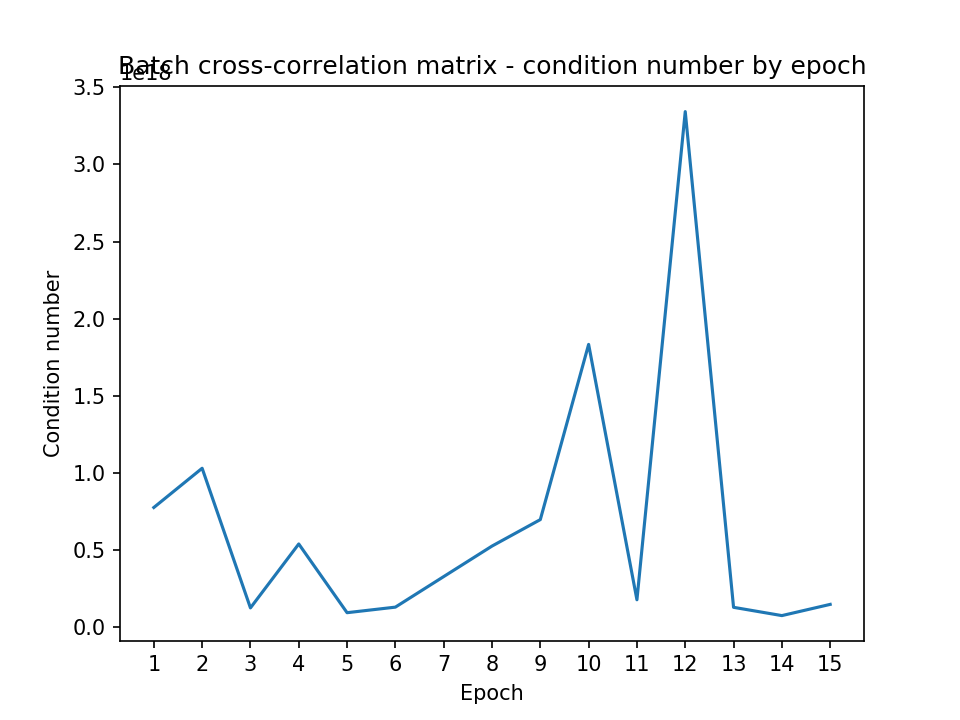 Batch cross-correlation matrix - condition number by epoch
1e18
3.5
3.0
2.5
2.0
1.5
1.0
0.5
0.0
Condition number
1 2 3 4 5 6 7 8 9 10 11 12 13 14 15
Epoch